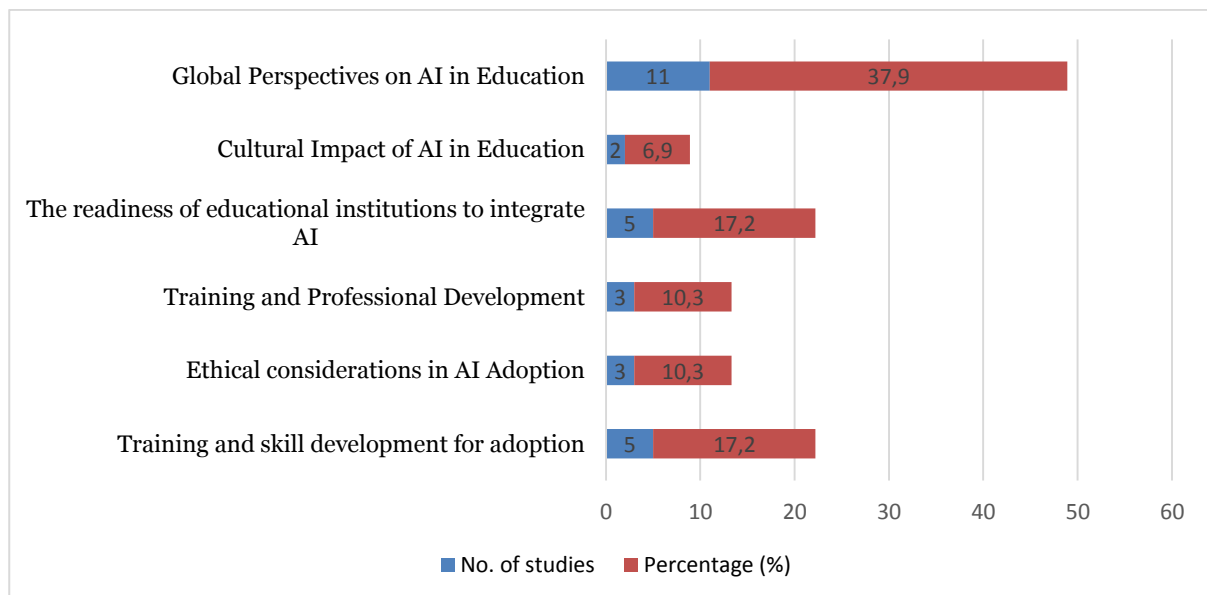 Global Perspectives on AI in Education
11 37,9
Cultural Impact of AI in Education
2 6,9
The readiness of educational institutions to integrate
AI
5 17,2
Training and Professional Development
3 10,3
Ethical considerations in AI Adoption
3 10,3
Training and skill development for adoption
5 17,2
0 10 20 30 40 50 60
No. of studies Percentage (%)